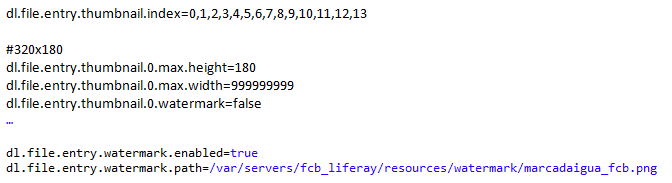 dl.file.entry.thumbnail.index=0,1,2,3,4,5,6,7,8,9,10,11,12,13
#320x180
dl.file.entry.thumbnail.0.max.height=180
dl.file.entry.thumbnail.0.max.width=999999999
dl.file.entry.thumbnail.0.watermark=false
…
dl.file.entry.watermark.enabled=true
dl.file.entry.watermark.path=/var/servers/fcb_liferay/resources/watermark/marcadaigua_fcb.png